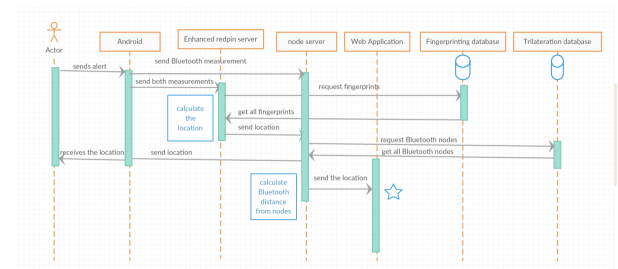 Actor
Android
Enhanced redpin server
node server
Web Application
Fingerprinting database
Trilateration database
sends alert
send Bluetooth measurement
send both measurements
request fingerprints
calculate
the
location
get all fingerprints
send location
request Bluetooth nodes
get all Bluetooth nodes
receives the location
send location
calculate
Bluetooth
distance
from nodes
send the location